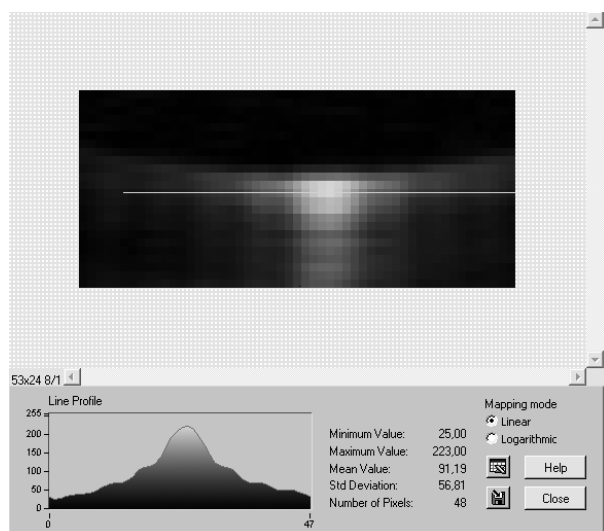 53x24 8/1
Line Profile
255
200
150
100
50
0
0
47
Minimum Value: 25,00
Maximum Value: 223,00
Mean Value: 91,19
Std Deviation: 56,81
Number of Pixels: 48
Mapping mode
Linear
Logarithmic
Help
Close